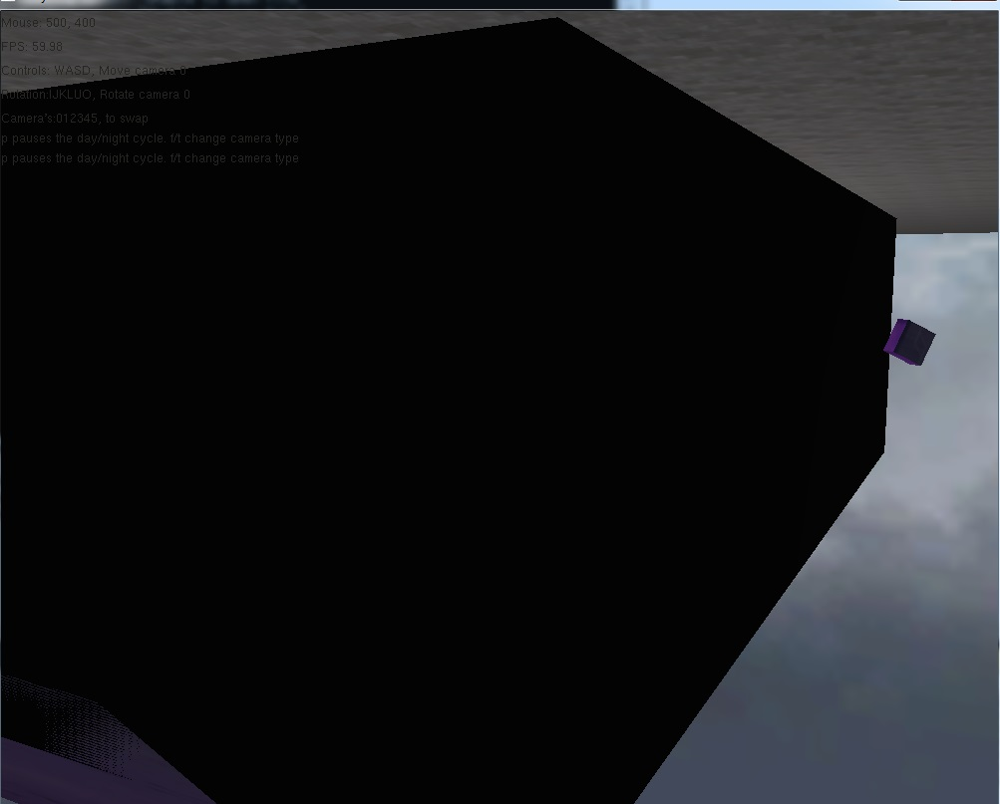 Mouse: 500, 400
FPS: 59.98
Controls: WASD, Move camera 0
Rotation:IJKLUO, Rotate camera 0
Camera's:012345, to swap
p pauses the day/night cycle. f/t change camera type
p pauses the day/night cycle. f/t change camera type